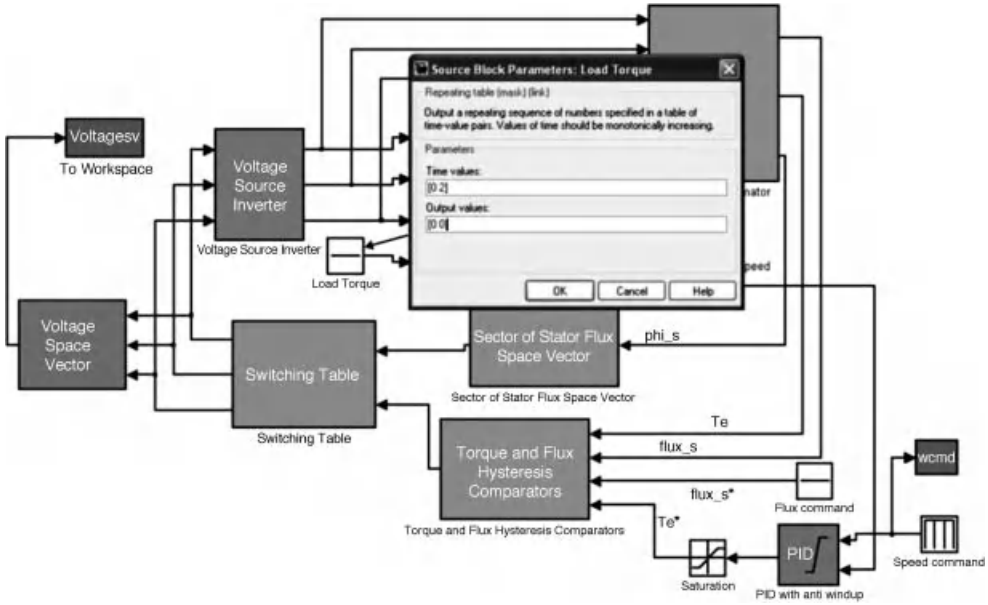 Source Block Parameters: Load Torque
Repeating table (mask) (link)
Output a repeating sequence of numbers specified in a table of
time-value pairs. Values of time should be monotonically increasing.
Parameters
Time values:
[0 2]
Output values:
[0 0]
OK
Cancel
Help
Voltagesv
To Workspace
Voltage
Source
Inverter
Voltage Source Inverter
Load Torque
nator
peed
Voltage
Space
Vector
Switching Table
Switching Table
Sector of Stator Flux
Space Vector
Sector of Stator Flux Space Vector
phi_s
Te
flux_s
Torque and Flux
Hysteresis
Comparators
Torque and Flux Hysteresis Comparators
flux_s*
Flux command
Te*
wcmd
Saturation
PID
PID with anti windup
Speed command